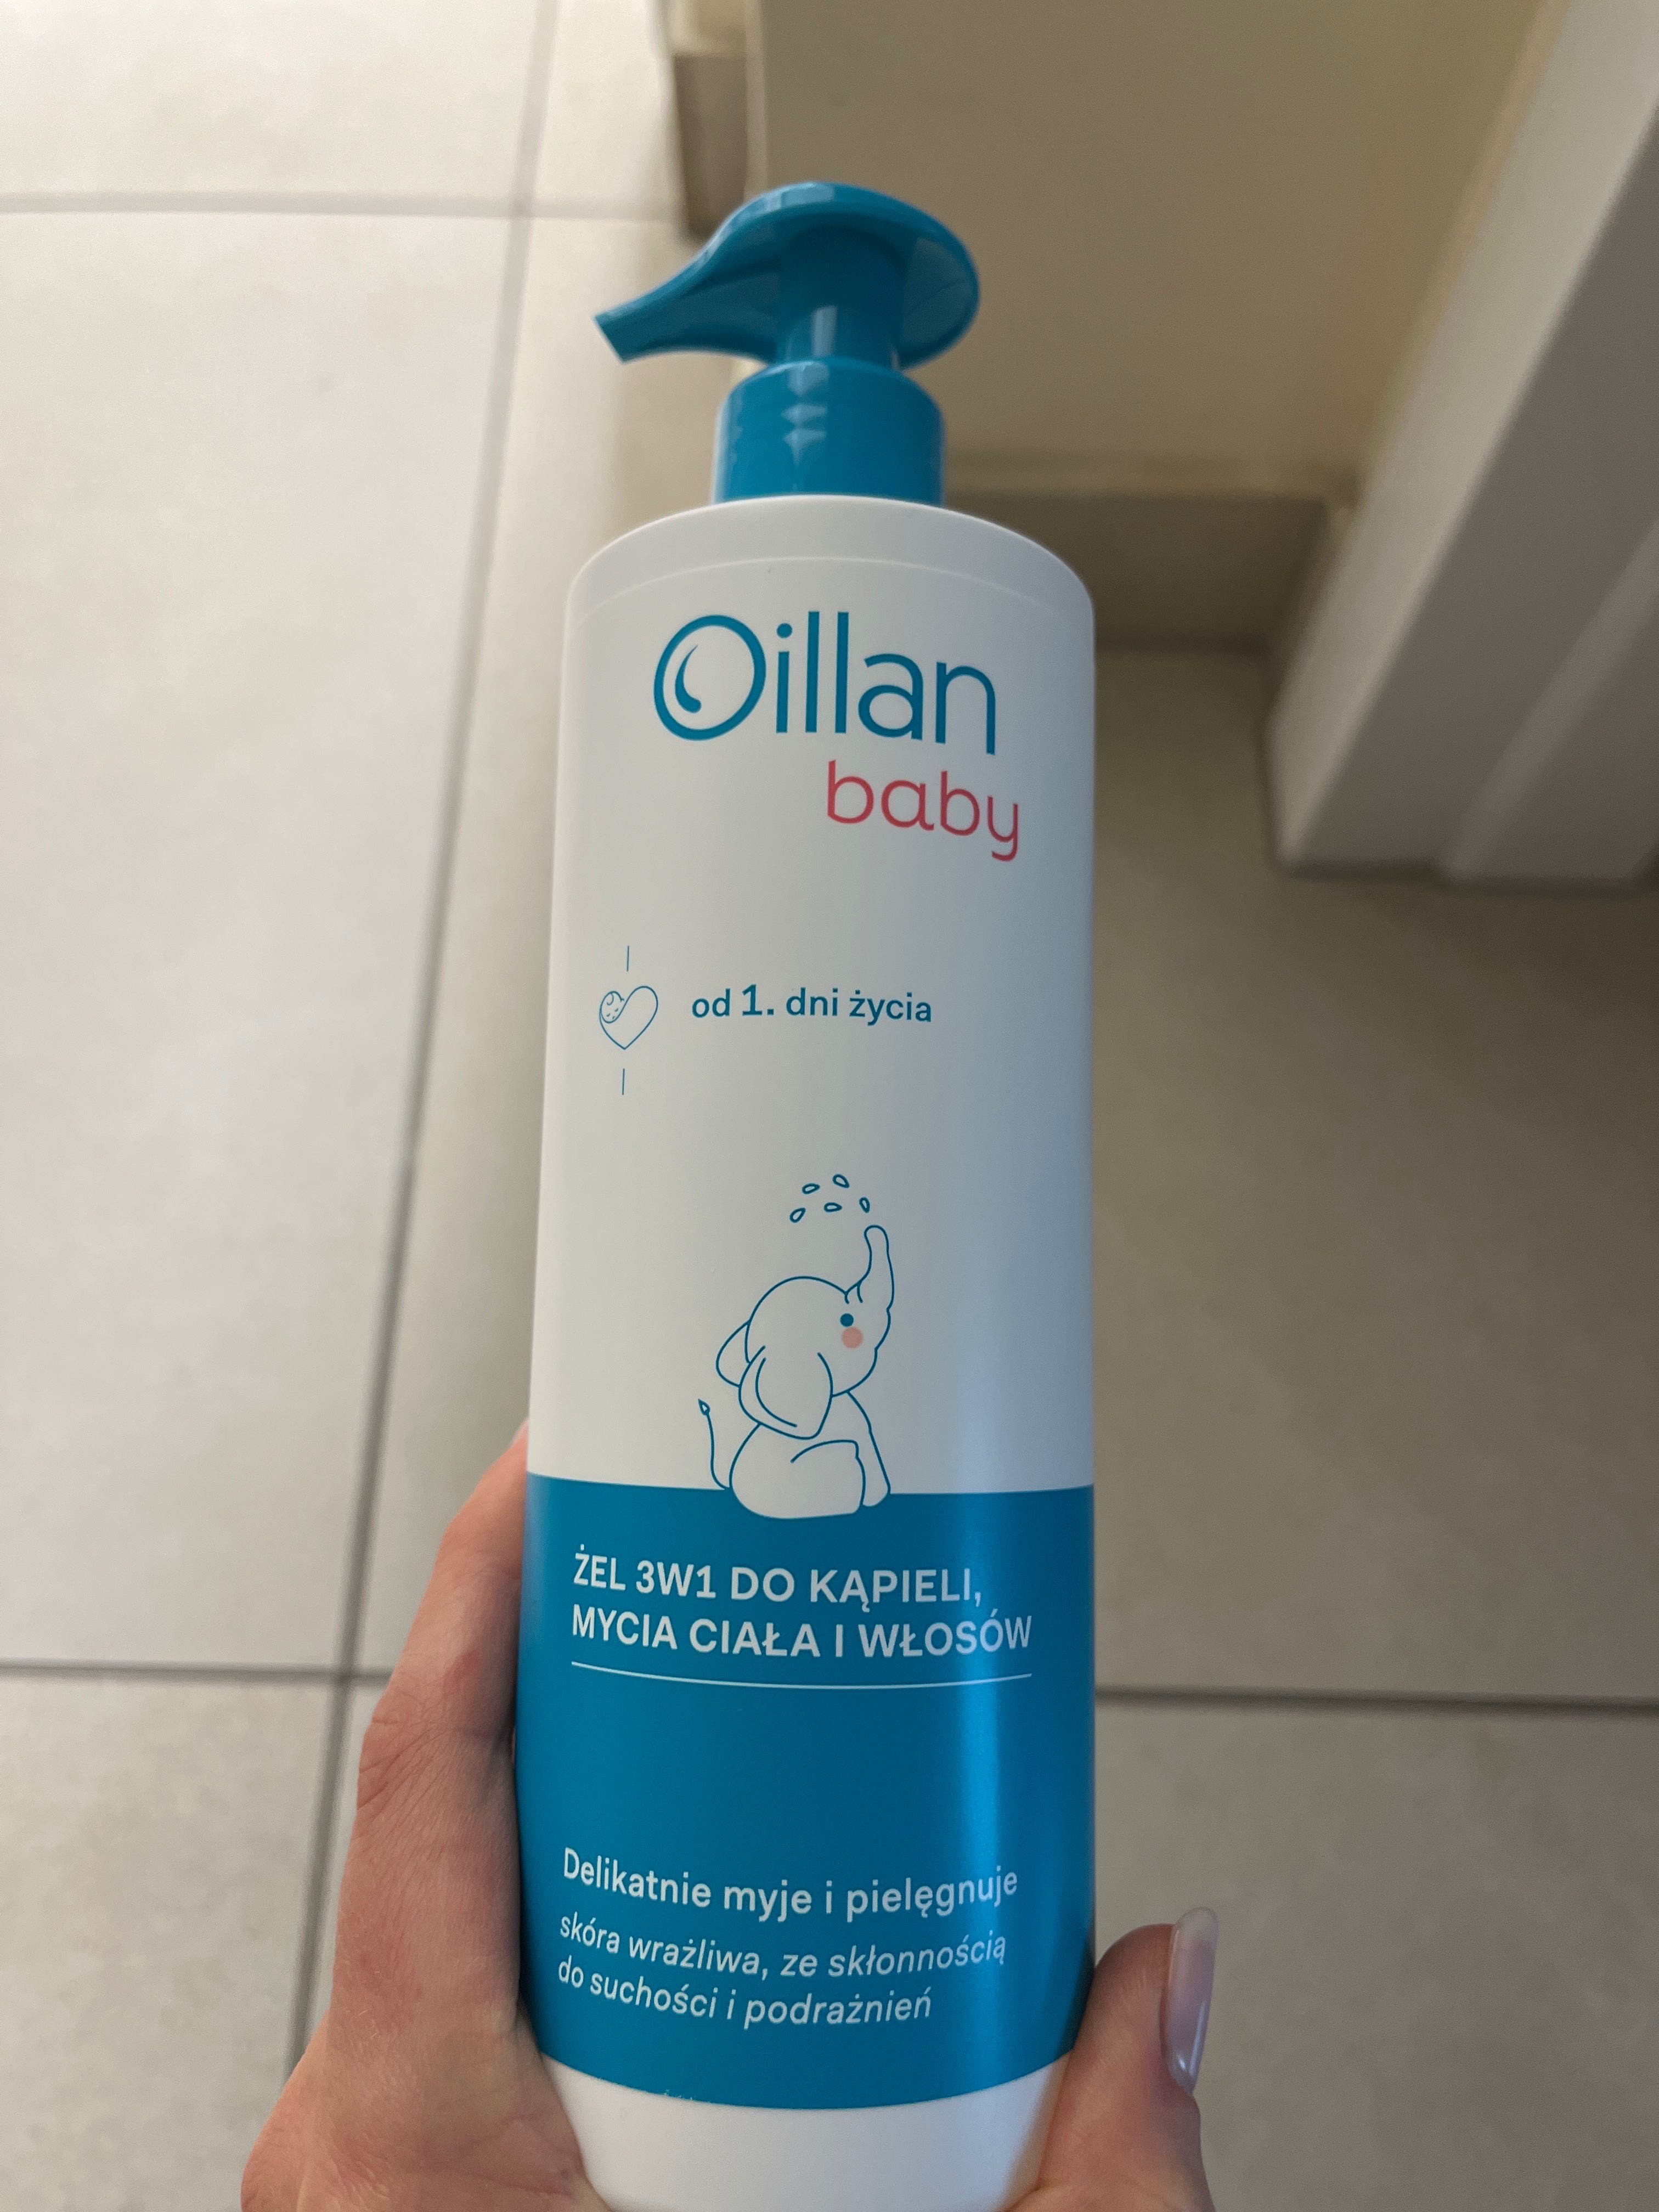 Oillan
baby
od 1. dni życia
ŻEL 3W1 DO KĄPIELI,
MYCIA CIAŁA I WŁOSÓW
Delikatnie myje i pielęgnuje
skóra wrażliwa, ze skłonnością
do suchości i podrażnień